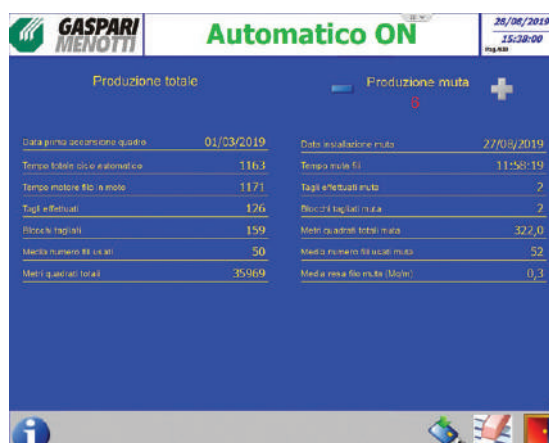 GASPARI
MENOTTI
Automatico ON
28/08/2019
15:38:00
Produzione totale
Produzione muta
6
Data prima accensione quadro 01/03/2019
Tempo totale ciclo automatico 1163
Tempo motore filo in moto 1171
Tagli effettuati 126
Blocchi tagliati 159
Media numero fili usati 50
Metri quadrati totali 35969
Data installazione muta 27/08/2019
Tempo muta fili 11:58:19
Tagli effettuati muta 2
Blocchi tagliati muta 2
Metri quadrati totali muta 322,0
Media numero fili usati muta 52
Media resa filo muta (Mq/m) 0,3